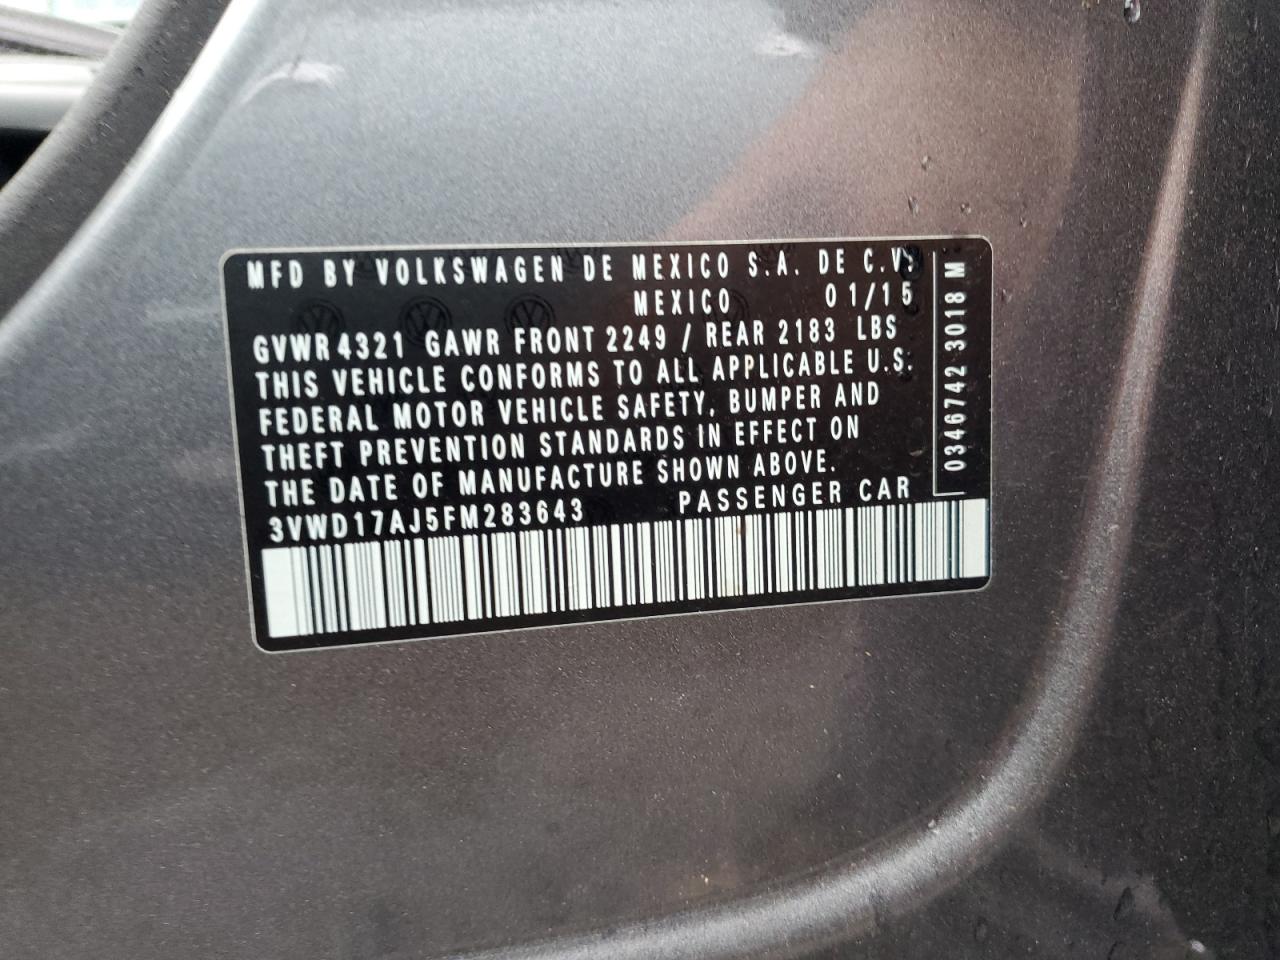 MFD BY VOLKSWAGEN DE MEXICO S.A. DE C.V.
MEXICO 01/15
GVWR 4321 GAWR FRONT 2249 / REAR 2183 LBS
THIS VEHICLE CONFORMS TO ALL APPLICABLE U.S.
FEDERAL MOTOR VEHICLE SAFETY, BUMPER AND
THEFT PREVENTION STANDARDS IN EFFECT ON
THE DATE OF MANUFACTURE SHOWN ABOVE.
3VWD17AJ5FM283643 PASSENGER CAR
0346742 3018 M